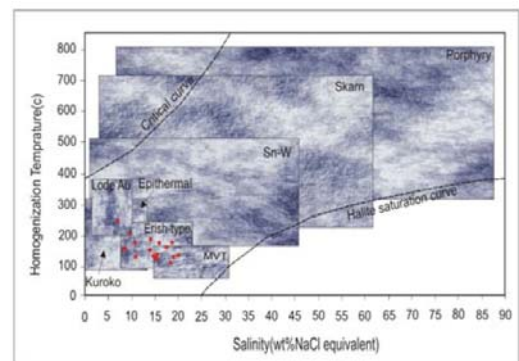 Homogenization Temprature(c)
800
700
600
500
400
300
200
100
0
Porphyry
Skarn
Critical curve
Sn-W
Lode Au
Epithermal
Erish-type
MVT
Kuroko
Halite saturation curve
0 5 10 15 20 25 30 35 40 45 50 55 60 65 70 75 80 85 90
Salinity(wt%NaCl equivalent)